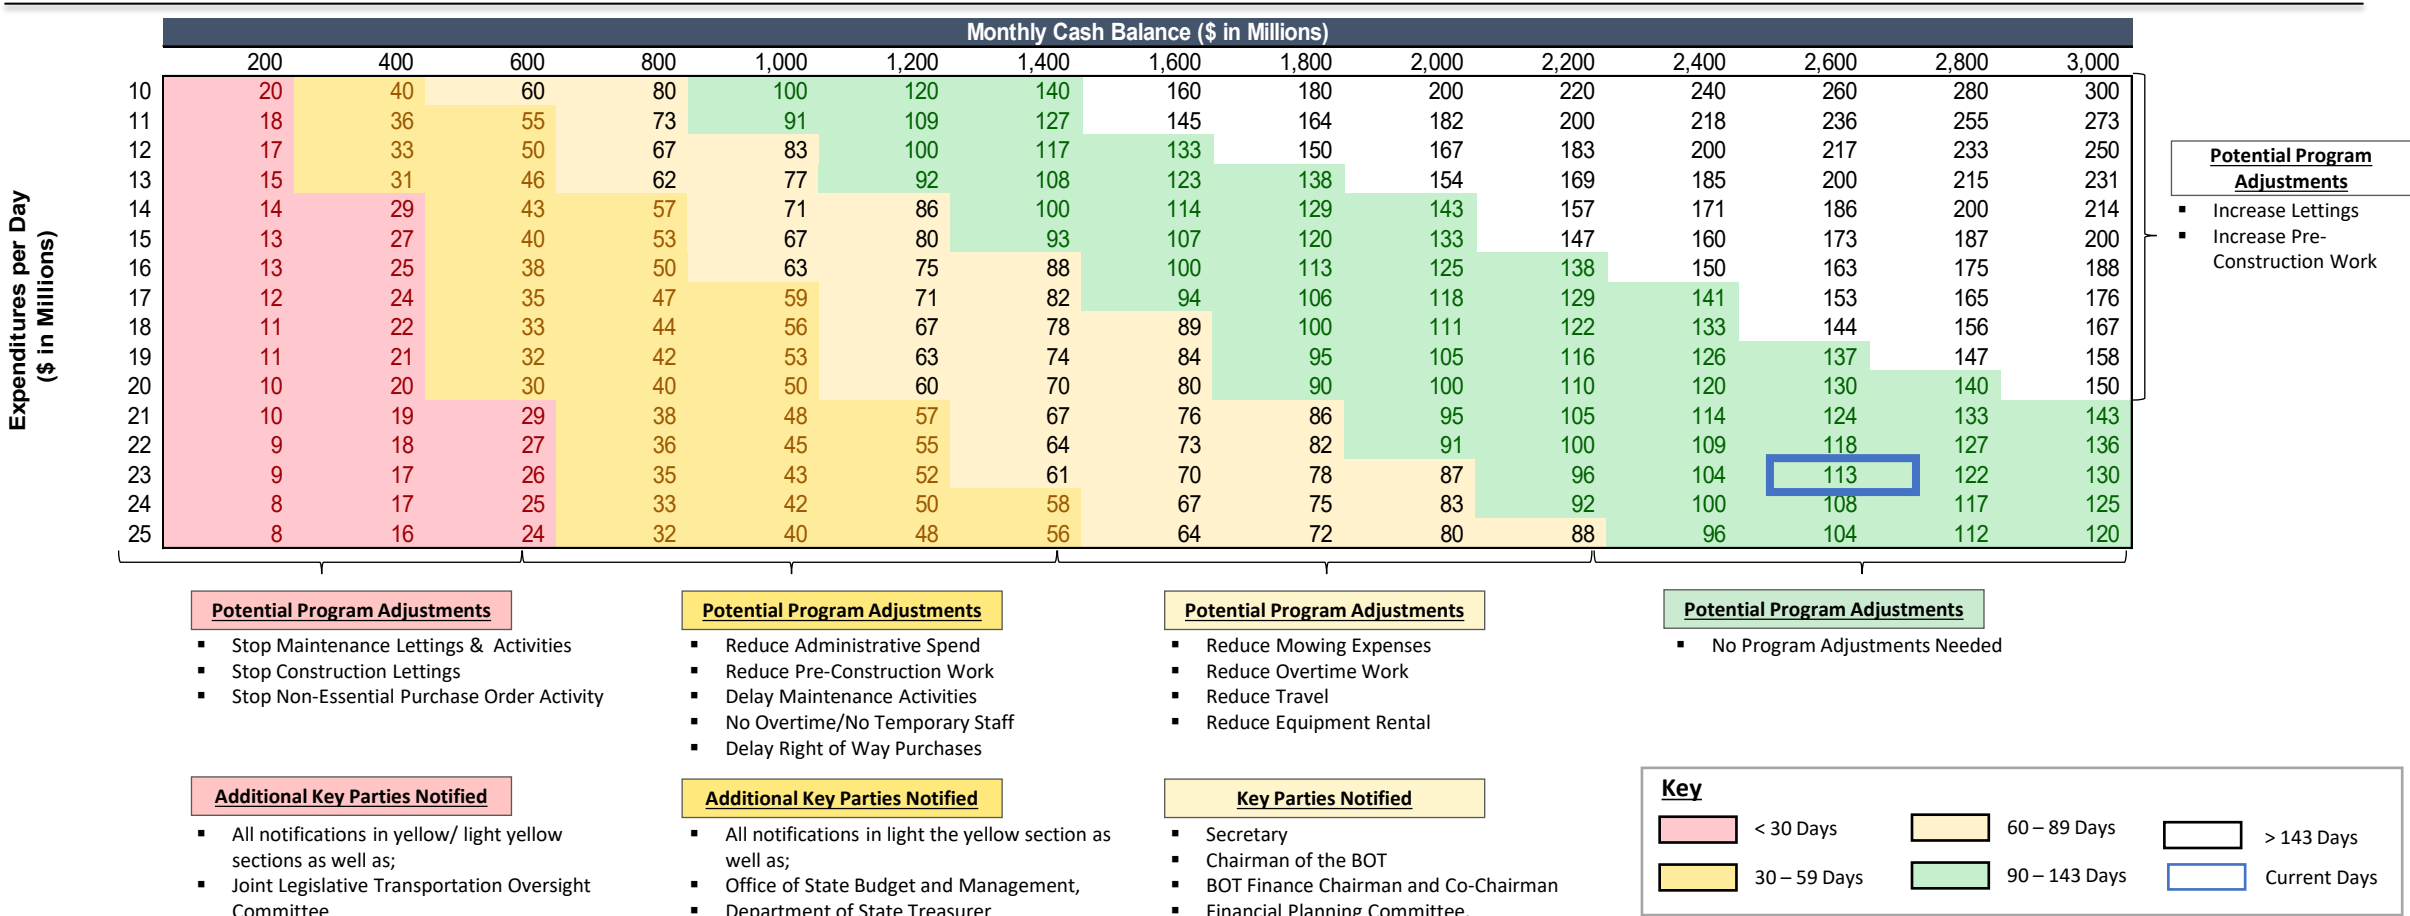 Monthly Cash Balance ($ in Millions)
200 400 600 800 1,000 1,200 1,400 1,600 1,800 2,000 2,200 2,400 2,600 2,800 3,000
Expenditures per Day
($ in Millions)
10 20 40 60 80 100 120 140 160 180 200 220 240 260 280 300
11 18 36 55 73 91 109 127 145 164 182 200 218 236 255 273
12 17 33 50 67 83 100 117 133 150 167 183 200 217 233 250
13 15 31 46 62 77 92 108 123 138 154 169 185 200 215 231
14 14 29 43 57 71 86 100 114 129 143 157 171 186 200 214
15 13 27 40 53 67 80 93 107 120 133 147 160 173 187 200
16 13 25 38 50 63 75 88 100 113 125 138 150 163 175 188
17 12 24 35 47 59 71 82 94 106 118 129 141 153 165 176
18 11 22 33 44 56 67 78 89 100 111 122 133 144 156 167
19 11 21 32 42 53 63 74 84 95 105 116 126 137 147 158
20 10 20 30 40 50 60 70 80 90 100 110 120 130 140 150
21 10 19 29 38 48 57 67 76 86 95 105 114 124 133 143
22 9 18 27 36 45 55 64 73 82 91 100 109 118 127 136
23 9 17 26 35 43 52 61 70 78 87 96 104 113 122 130
24 8 17 25 33 42 50 58 67 75 83 92 100 108 117 125
25 8 16 24 32 40 48 56 64 72 80 88 96 104 112 120
Potential Program
Adjustments
▪ Increase Lettings
▪ Increase Pre-
Construction Work
Potential Program Adjustments
▪ Stop Maintenance Lettings & Activities
▪ Stop Construction Lettings
▪ Stop Non-Essential Purchase Order Activity
Potential Program Adjustments
▪ Reduce Administrative Spend
▪ Reduce Pre-Construction Work
▪ Delay Maintenance Activities
▪ No Overtime/No Temporary Staff
▪ Delay Right of Way Purchases
Potential Program Adjustments
▪ Reduce Mowing Expenses
▪ Reduce Overtime Work
▪ Reduce Travel
▪ Reduce Equipment Rental
Potential Program Adjustments
▪ No Program Adjustments Needed
Additional Key Parties Notified
▪ All notifications in yellow/ light yellow
sections as well as;
▪ Joint Legislative Transportation Oversight
Committee
Additional Key Parties Notified
▪ All notifications in light the yellow section as
well as;
▪ Office of State Budget and Management,
▪ Department of State Treasurer
Key Parties Notified
▪ Secretary
▪ Chairman of the BOT
▪ BOT Finance Chairman and Co-Chairman
▪ Financial Planning Committee,
Key
< 30 Days
60 – 89 Days
> 143 Days
30 – 59 Days
90 – 143 Days
Current Days